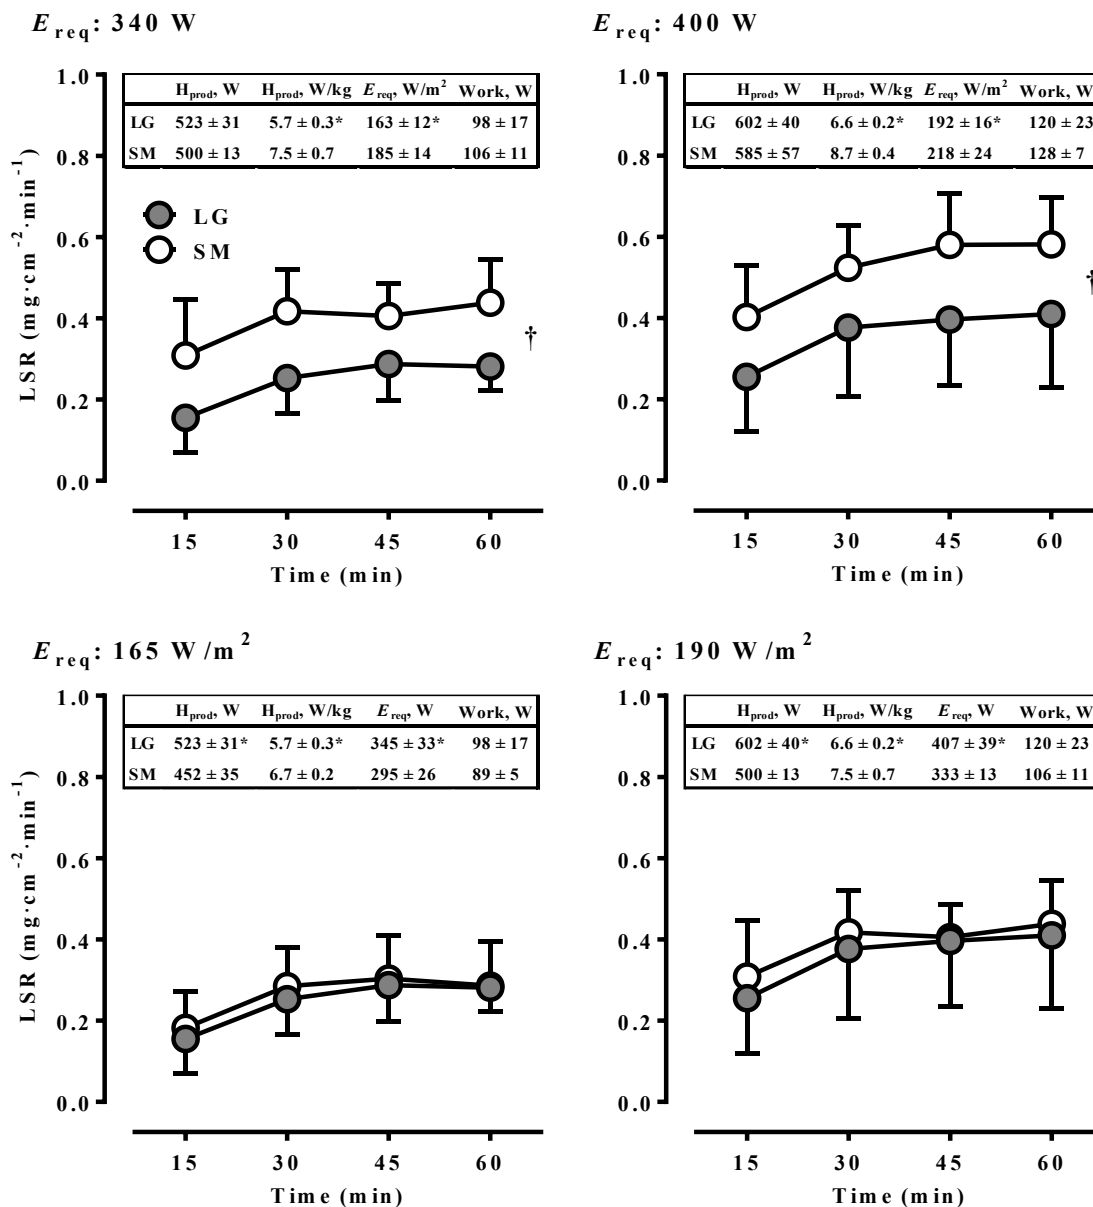 E req: 340 W
E req: 400 W
H prod, W H prod, W/kg E req, W/m² Work, W
LG 523 ± 31 5.7 ± 0.3* 163 ± 12* 98 ± 17
SM 500 ± 13 7.5 ± 0.7 185 ± 14 106 ± 11
LG
SM
†
1.0
0.8
0.6
0.4
0.2
0.0
LSR (mg·cm⁻²·min⁻¹)
15 30 45 60
Time (min)
H prod, W H prod, W/kg E req, W/m² Work, W
LG 602 ± 40 6.6 ± 0.2* 192 ± 16* 120 ± 23
SM 585 ± 57 8.7 ± 0.4 218 ± 24 128 ± 7
†
1.0
0.8
0.6
0.4
0.2
0.0
15 30 45 60
Time (min)
E req: 165 W/m²
E req: 190 W/m²
H prod, W H prod, W/kg E req, W Work, W
LG 523 ± 31* 5.7 ± 0.3* 345 ± 33* 98 ± 17
SM 452 ± 35 6.7 ± 0.2 295 ± 26 89 ± 5
1.0
0.8
0.6
0.4
0.2
0.0
LSR (mg·cm⁻²·min⁻¹)
15 30 45 60
Time (min)
H prod, W H prod, W/kg E req, W Work, W
LG 602 ± 40* 6.6 ± 0.2* 407 ± 39* 120 ± 23
SM 500 ± 13 7.5 ± 0.7 333 ± 13 106 ± 11
1.0
0.8
0.6
0.4
0.2
0.0
15 30 45 60
Time (min)